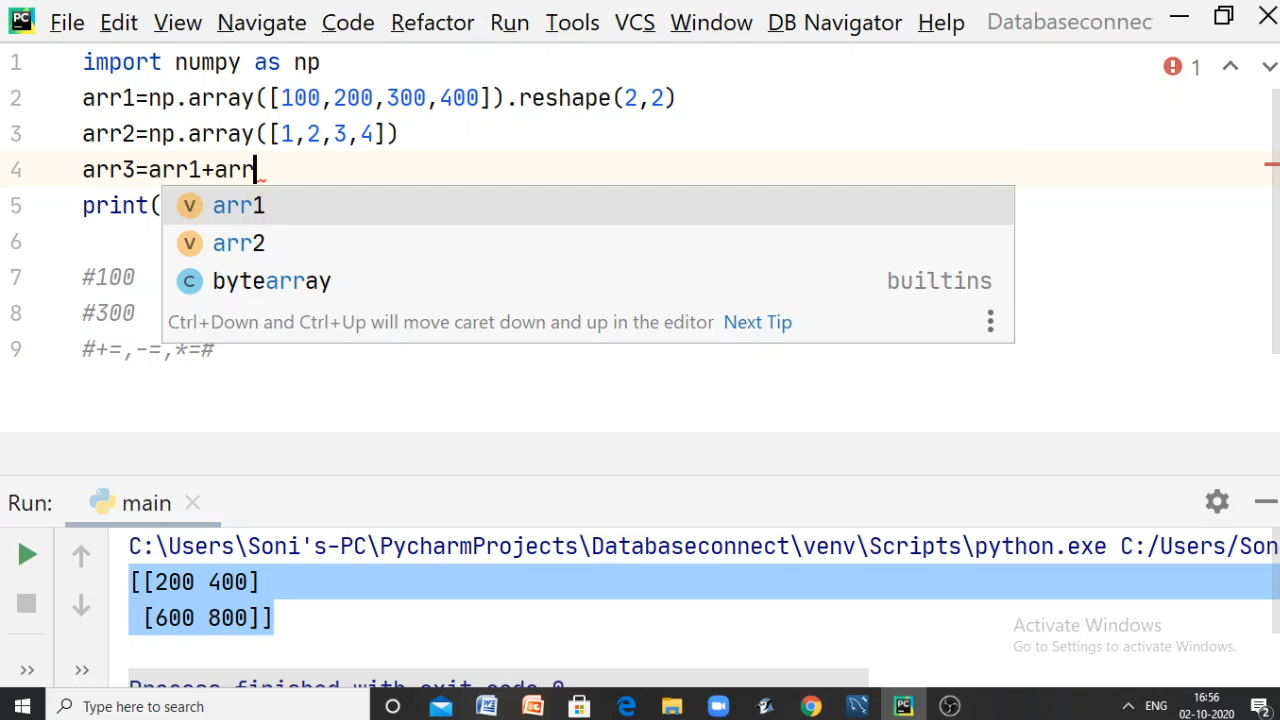 PC File Edit View Navigate Code Refactor Run Tools VCS Window DB Navigator Help Databaseconnec
1 import numpy as np
1
2 arr1=np.array([100,200,300,400]).reshape(2,2)
3 arr2=np.array([1,2,3,4])
4 arr3=arr1+arr
5 print(
V arr1
6
V arr2
7 #100
C bytearray builtins
8 #300
Ctrl+Down and Ctrl+Up will move caret down and up in the editor Next Tip
9 #+=,-=,*=#
Run: main
C:\Users\Soni's-PC\PycharmProjects\Databaseconnect\venv\Scripts\python.exe C:/Users/Son
[[200 400]
[600 800]]
Activate Windows
Go to Settings to activate Windows.
Process finished with exit code 0
Type here to search
ENG
16:56
02-10-2020
2